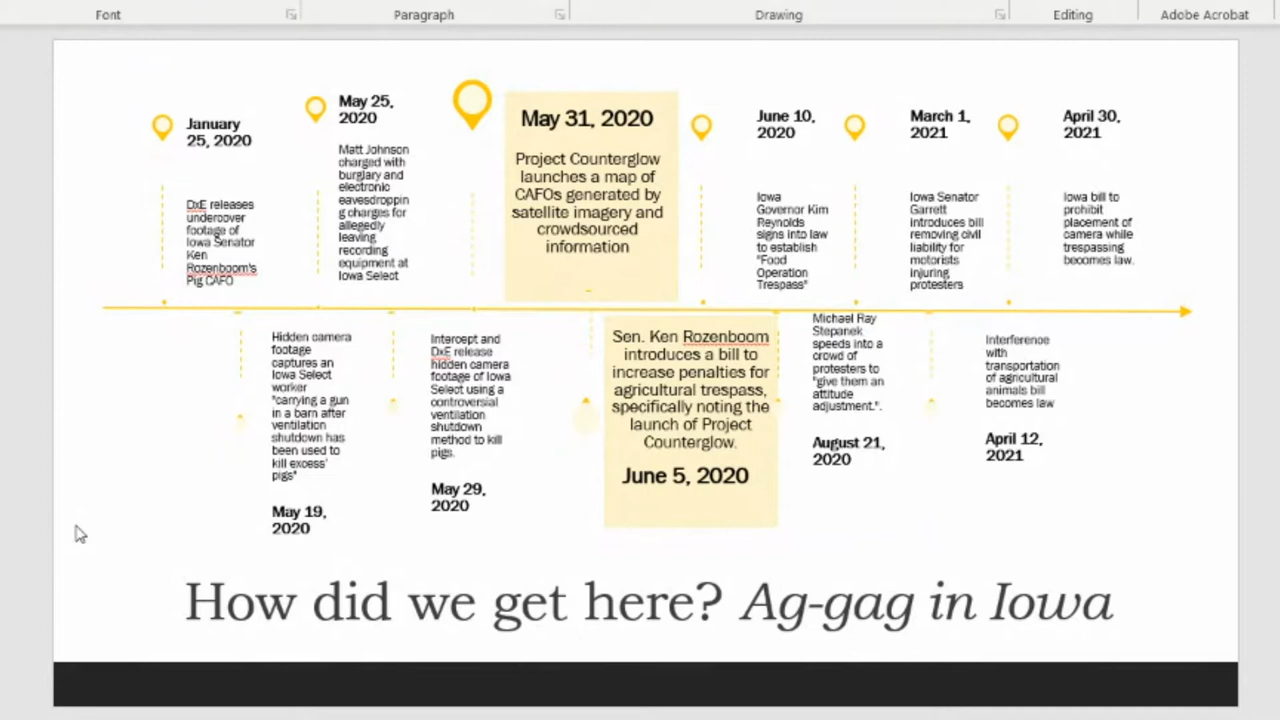 Font
Paragraph
Drawing
Editing
Adobe Acrobat
January
25, 2020
DxE releases
undercover
footage of
Iowa Senator
Ken
Rozenboom's
Pig CAFO
May 25,
2020
Matt Johnson
charged with
burglary and
electronic
eavesdroppin
g charges for
allegedly
leaving
recording
equipment at
Iowa Select
May 31, 2020
Project Counterglow
launches a map of
CAFOs generated by
satellite imagery and
crowdsourced
information
June 10,
2020
Iowa
Governor Kim
Reynolds
signs into law
to establish
"Food
Operation
Trespass"
March 1,
2021
Iowa Senator
Garrett
introduces bill
removing civil
liability for
motorists
injuring
protesters
April 30,
2021
Iowa bill to
prohibit
placement of
camera while
trespassing
becomes law.
Hidden camera
footage
captures an
Iowa Select
worker
"carrying a gun
in a barn after
ventilation
shutdown has
been used to
kill excess'
pigs"
May 19,
2020
Intercept and
DxE release
hidden camera
footage of Iowa
Select using a
controversial
ventilation
shutdown
method to kill
pigs.
May 29,
2020
Sen. Ken Rozenboom
introduces a bill to
increase penalties for
agricultural trespass,
specifically noting the
launch of Project
Counterglow.
June 5, 2020
Michael Ray
Stepanek
speeds into a
crowd of
protesters to
"give them an
attitude
adjustment.".
August 21,
2020
Interference
with
transportation
of agricultural
animals bill
becomes law
April 12,
2021
How did we get here? Ag-gag in Iowa